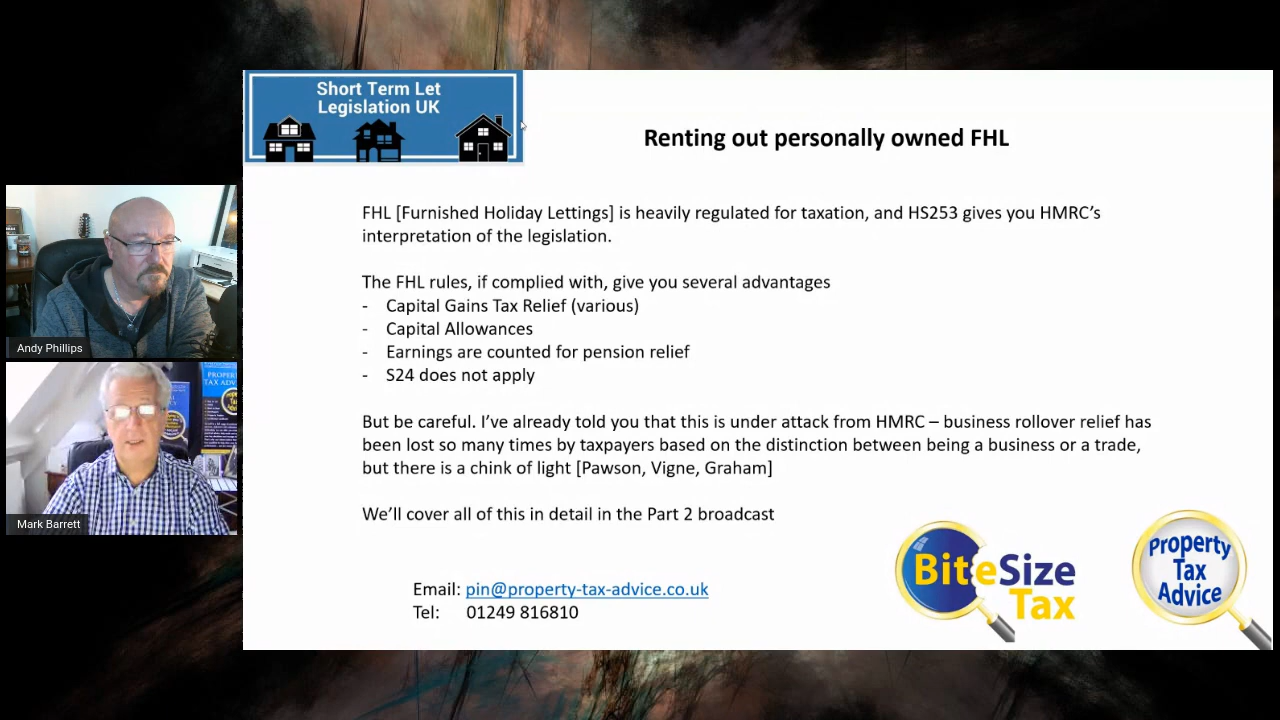 Short Term Let
Legislation UK
Renting out personally owned FHL
FHL [Furnished Holiday Lettings] is heavily regulated for taxation, and HS253 gives you HMRC’s
interpretation of the legislation.
The FHL rules, if complied with, give you several advantages
- Capital Gains Tax Relief (various)
- Capital Allowances
- Earnings are counted for pension relief
- S24 does not apply
But be careful. I’ve already told you that this is under attack from HMRC – business rollover relief has
been lost so many times by taxpayers based on the distinction between being a business or a trade,
but there is a chink of light [Pawson, Vigne, Graham]
We’ll cover all of this in detail in the Part 2 broadcast
Email: pin@property-tax-advice.co.uk
Tel: 01249 816810
BiteSize
Tax
Property
Tax
Advice
Andy Phillips
PROPERTY
TAX ADVICE
Mark Barrett